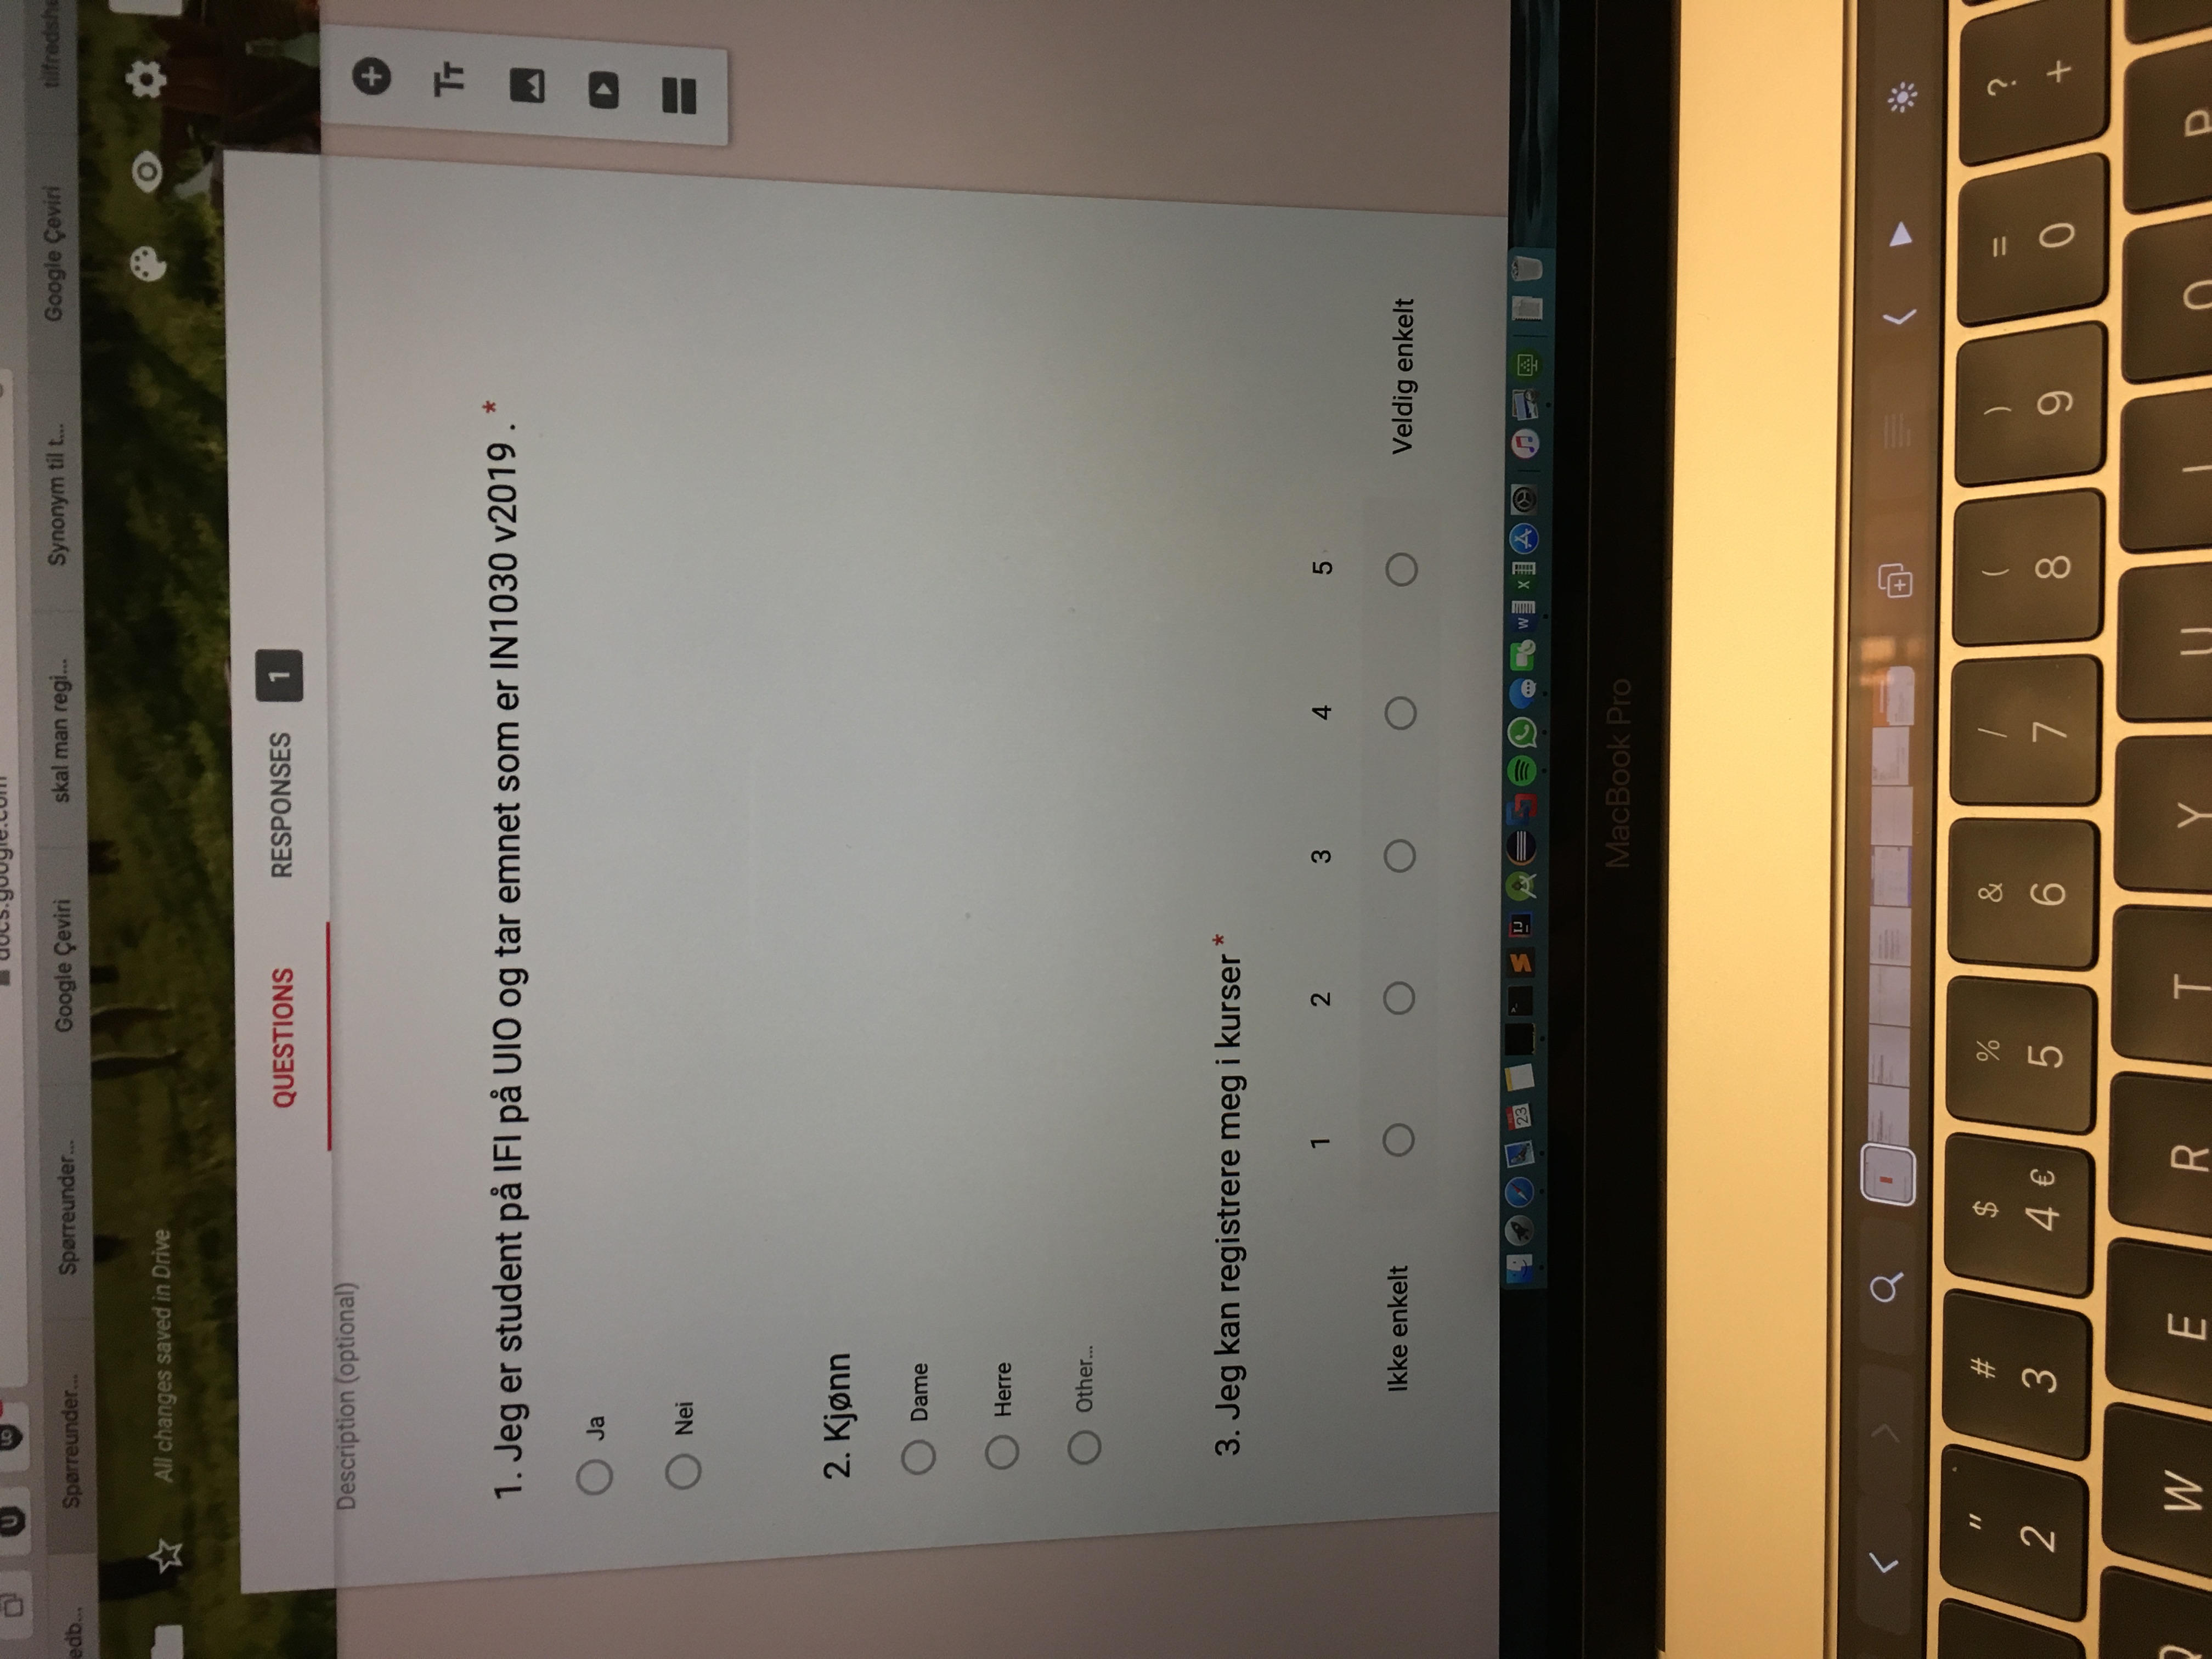 docs.google.com
edb... Spørreunder... Spørreunder... Google Çeviri skal man regi... Synonym til t... Google Çeviri
All changes saved in Drive
QUESTIONS RESPONSES 1
Description (optional)
1. Jeg er student på IFI på UIO og tar emnet som er IN1030 v2019 . *
Ja
Nei
2. Kjønn
Dame
Herre
Other...
3. Jeg kan registrere meg i kurser *
1 2 3 4 5
Ikke enkelt Veldig enkelt
23
MacBook Pro
" # $ % & / ( ) = ?
2 3 4 € 5 6 7 8 9 0 +
W E R T Y U I O P